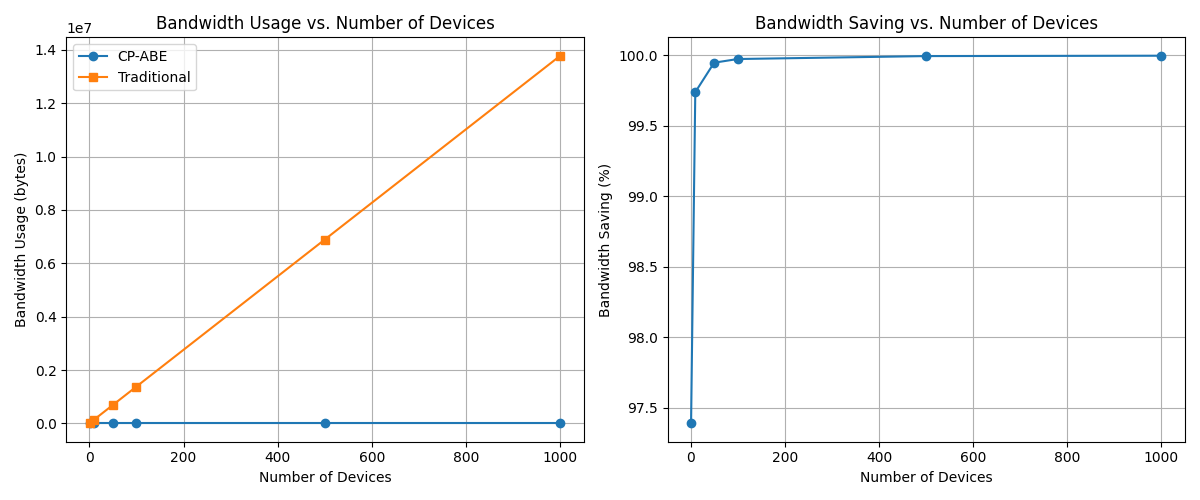 Bandwidth Usage vs. Number of Devices
1e7
CP-ABE
Traditional
Bandwidth Usage (bytes)
1.4
1.2
1.0
0.8
0.6
0.4
0.2
0.0
0 200 400 600 800 1000
Number of Devices
Bandwidth Saving vs. Number of Devices
Bandwidth Saving (%)
100.0
99.5
99.0
98.5
98.0
97.5
0 200 400 600 800 1000
Number of Devices